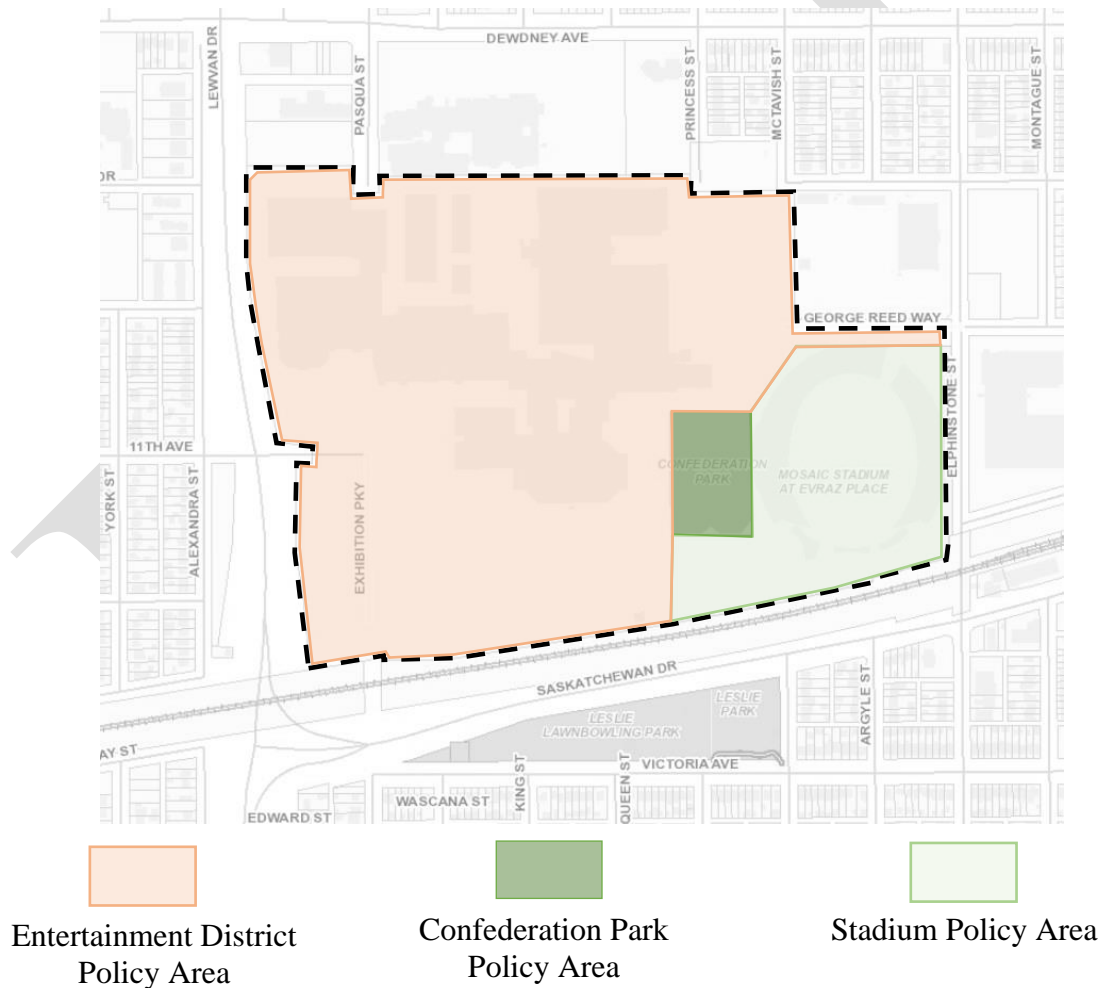 DEWDNEY AVE
LEWVAN DR
PASQUA ST
PRINCESS ST
MCTAVISH ST
MONTAGUE ST
DR
GEORGE REED WAY
ELPHINSTONE ST
11TH AVE
YORK ST
ALEXANDRA ST
EXHIBITION PKY
CONFEDERATION
PARK
MOSAIC STADIUM
AT EVRAZ PLACE
SASKATCHEWAN DR
LESLIE
PARK
LESLIE
LAWNBOWLING PARK
ARGYLE ST
AY ST
VICTORIA AVE
KING ST
QUEEN ST
WASCANA ST
EDWARD ST
Entertainment District
Policy Area
Confederation Park
Policy Area
Stadium Policy Area